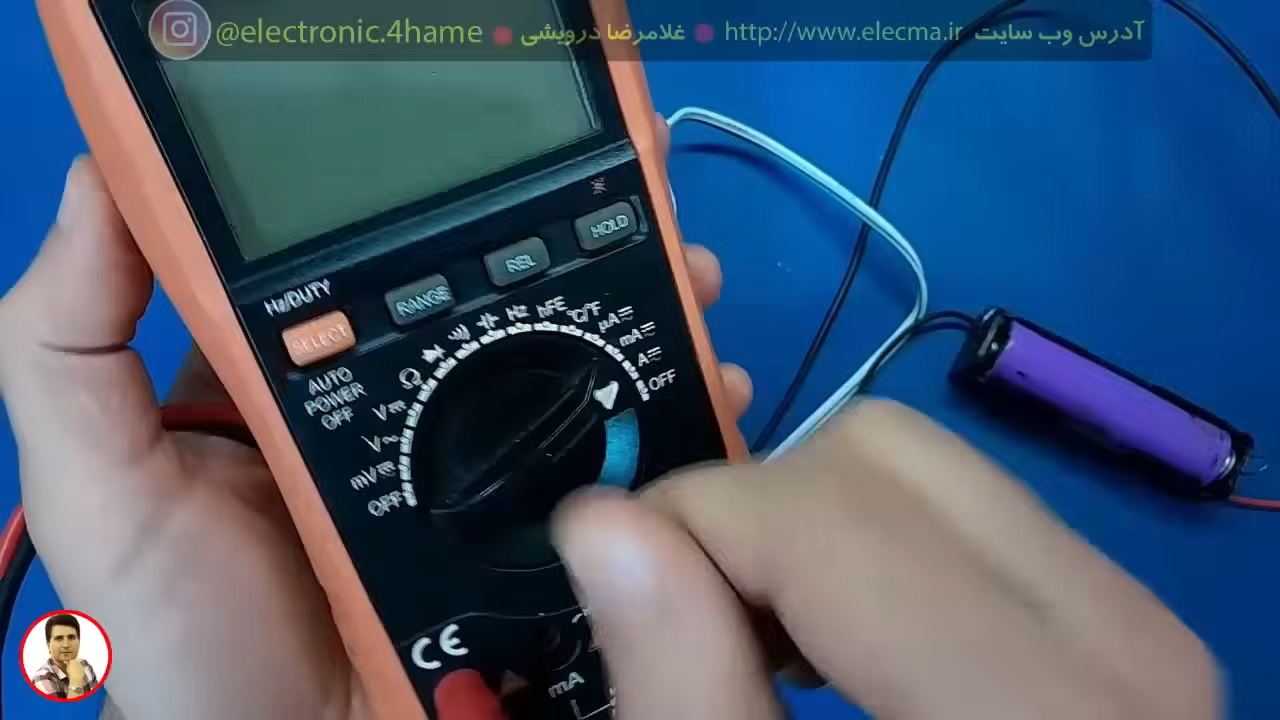 @electronic.4hame غلامرضا درویشی http://www.elecma.ir آدرس وب سایت
HOLD
REL
RANGE
Hz/DUTY
SELECT
AUTO
POWER
OFF
hFE
Hz
°C/°F
µA
mA
A
OFF
Ω
V
V~
mV
OFF
CE
mA